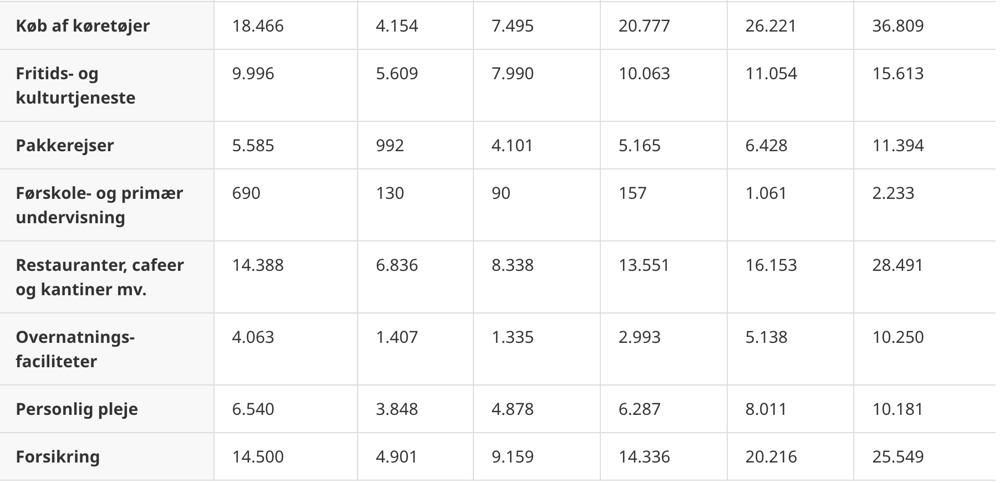 Køb af køretøjer 18.466 4.154 7.495 20.777 26.221 36.809
Fritids- og 9.996 5.609 7.990 10.063 11.054 15.613
kulturtjeneste
Pakkerejser 5.585 992 4.101 5.165 6.428 11.394
Førskole- og primær 690 130 90 157 1.061 2.233
undervisning
Restauranter, cafeer 14.388 6.836 8.338 13.551 16.153 28.491
og kantiner mv.
Overnatnings- 4.063 1.407 1.335 2.993 5.138 10.250
faciliteter
Personlig pleje 6.540 3.848 4.878 6.287 8.011 10.181
Forsikring 14.500 4.901 9.159 14.336 20.216 25.549